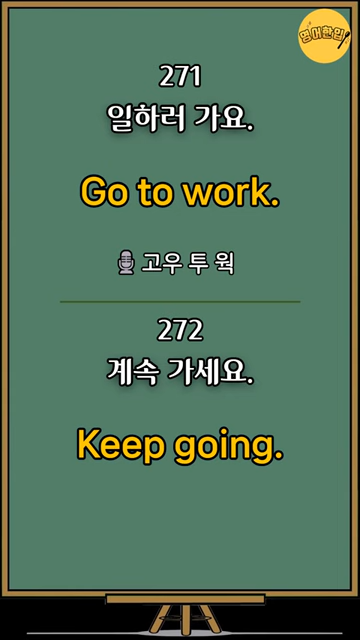 영어한입
271
일하러 가요.
Go to work.
고우 투 웍
272
계속 가세요.
Keep going.